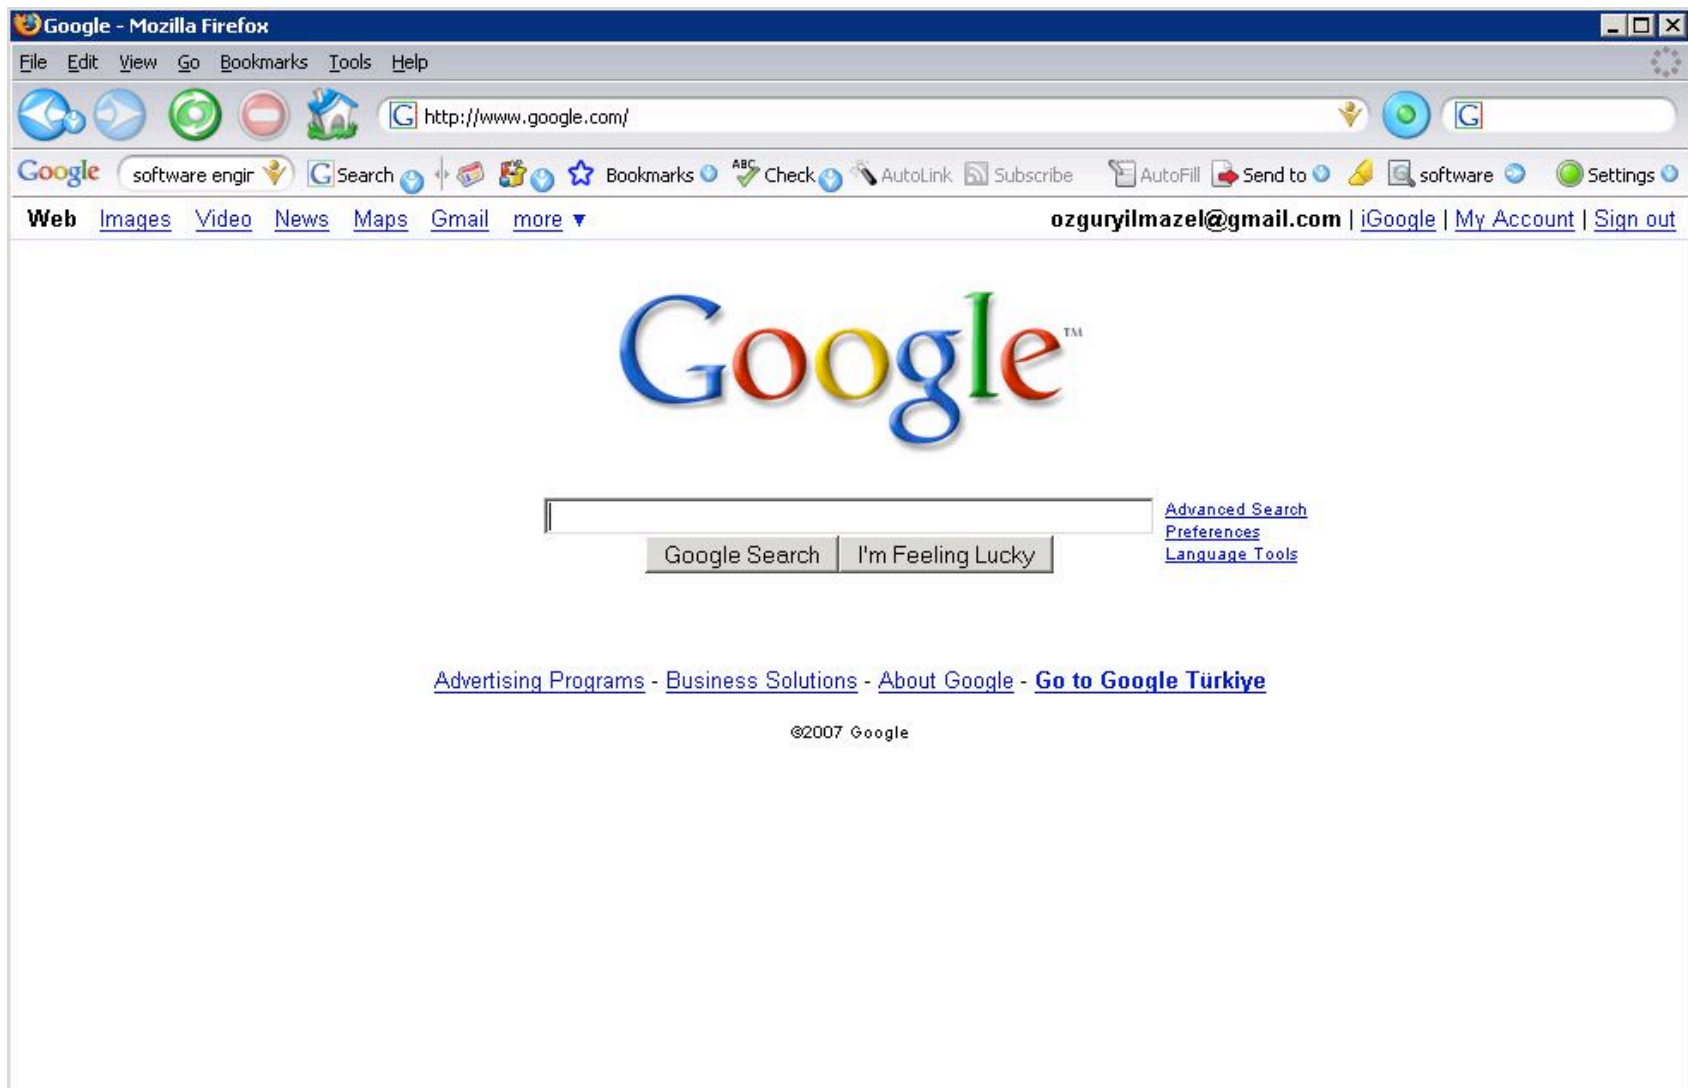 Google - Mozilla Firefox
File Edit View Go Bookmarks Tools Help
G http://www.google.com/ G
Google software engir G Search Bookmarks ABC Check AutoLink Subscribe AutoFill Send to software Settings
Web Images Video News Maps Gmail more ▼ ozguryilmazel@gmail.com | iGoogle | My Account | Sign out
Google™
Advanced Search
Preferences
Google Search I'm Feeling Lucky Language Tools
Advertising Programs - Business Solutions - About Google - Go to Google Türkiye
©2007 Google